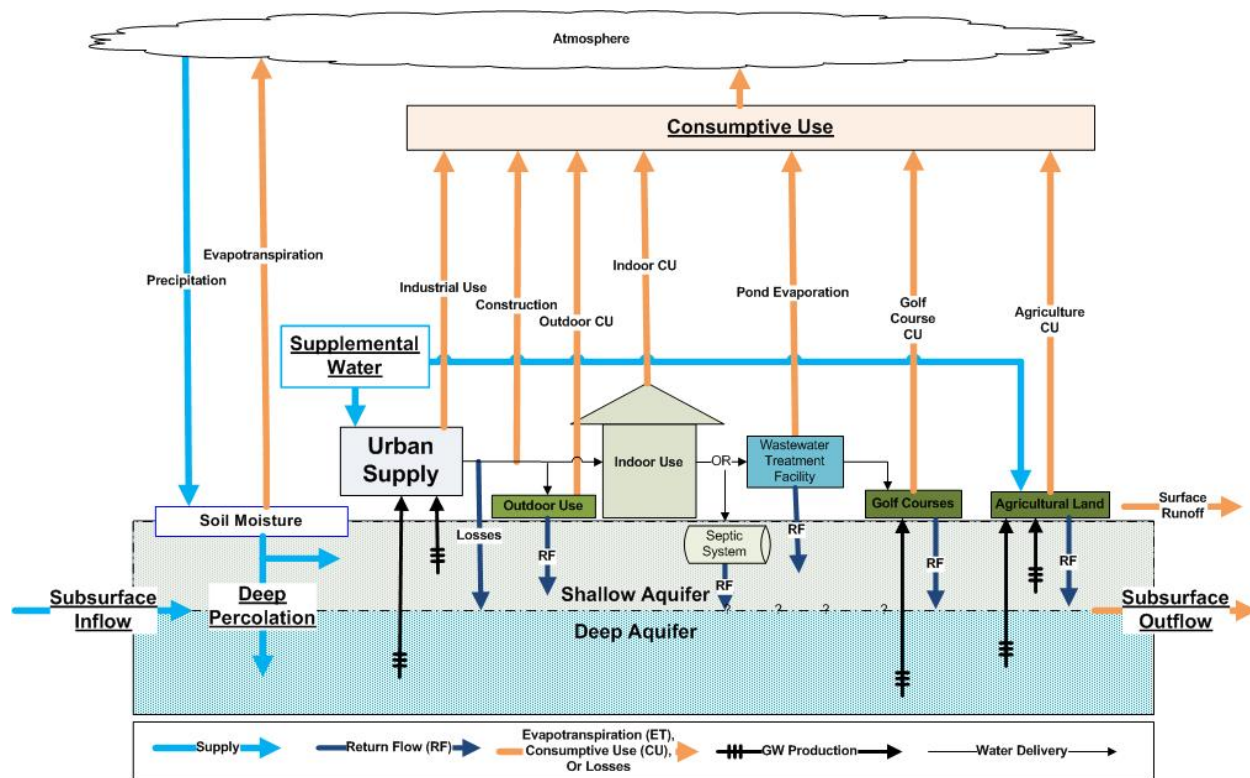 Atmosphere
Consumptive Use
Evapotranspiration
Precipitation
Industrial Use
Construction
Outdoor CU
Indoor CU
Pond Evaporation
Golf
Course
CU
Agriculture
CU
Supplemental
Water
Urban
Supply
Indoor Use
OR
Wastewater
Treatment
Facility
Outdoor Use
Golf Courses
Agricultural Land
Surface
Runoff
Soil Moisture
Losses
RF
Septic
System
RF
RF
RF
RF
Deep
Percolation
Shallow Aquifer
Subsurface
Inflow
? ? ? ?
Deep Aquifer
Subsurface
Outflow
Supply
Return Flow (RF)
Evapotranspiration (ET),
Consumptive Use (CU),
Or Losses
GW Production
Water Delivery